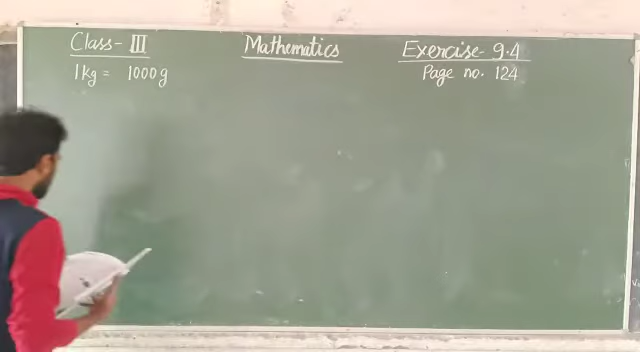 Class- III
Mathematics
Exercise- 9.4
1kg = 1000g
Page no. 124